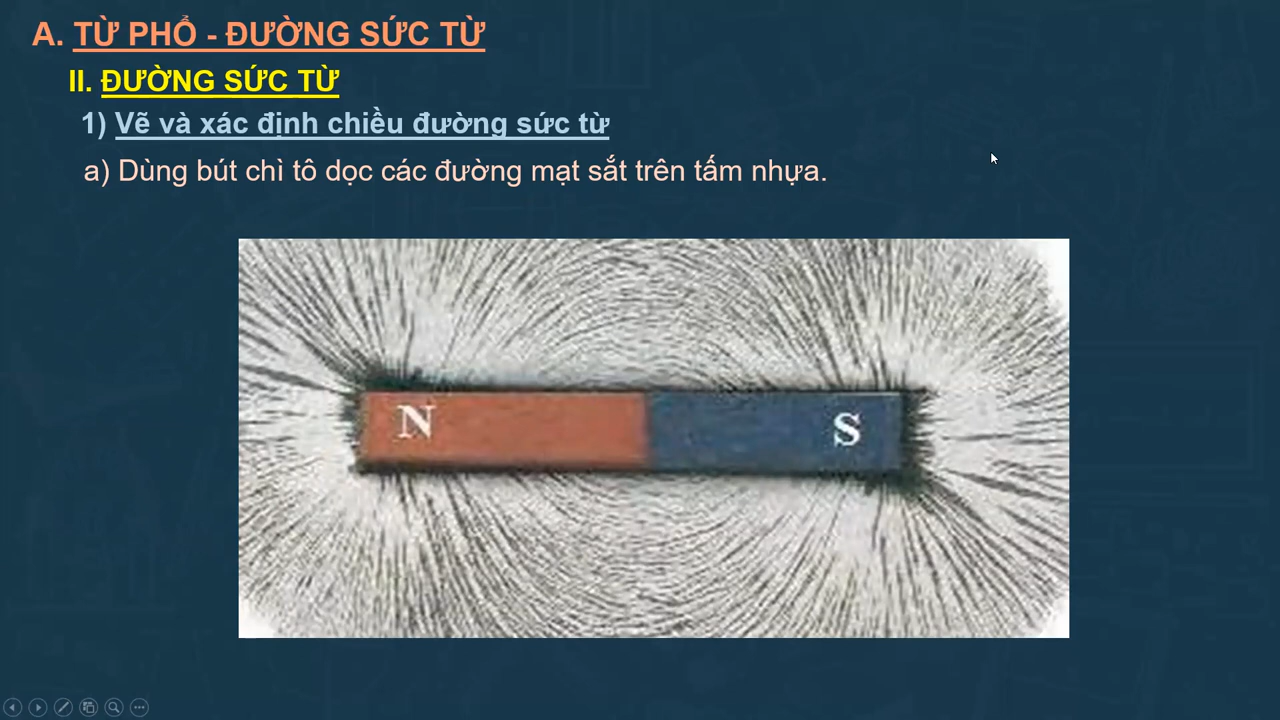 A. TỪ PHỔ - ĐƯỜNG SỨC TỪ
II. ĐƯỜNG SỨC TỪ
1) Vẽ và xác định chiều đường sức từ
a) Dùng bút chì tô dọc các đường mạt sắt trên tấm nhựa.
N S